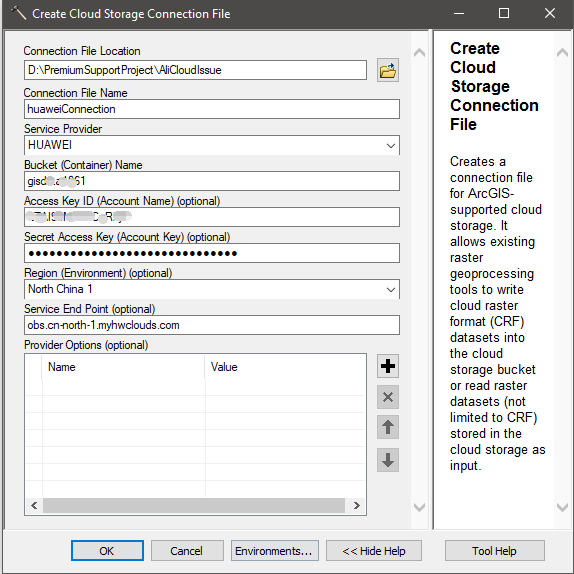 Create Cloud Storage Connection File
Connection File Location
D:\PremiumSupportProject\AliCloudIssue
Connection File Name
huaweiConnection
Service Provider
HUAWEI
Bucket (Container) Name
Access Key ID (Account Name) (optional)
Secret Access Key (Account Key) (optional)
●●●●●●●●●●●●●●●●●●●●●●●●●●●●●●
Region (Environment) (optional)
North China 1
Service End Point (optional)
obs.cn-north-1.myhwclouds.com
Provider Options (optional)
Name Value
OK Cancel Environments... << Hide Help Tool Help
Create
Cloud
Storage
Connection
File
Creates a
connection file
for ArcGIS-
supported cloud
storage. It
allows existing
raster
geoprocessing
tools to write
cloud raster
format (CRF)
datasets into
the cloud
storage bucket
or read raster
datasets (not
limited to CRF)
stored in the
cloud storage as
input.